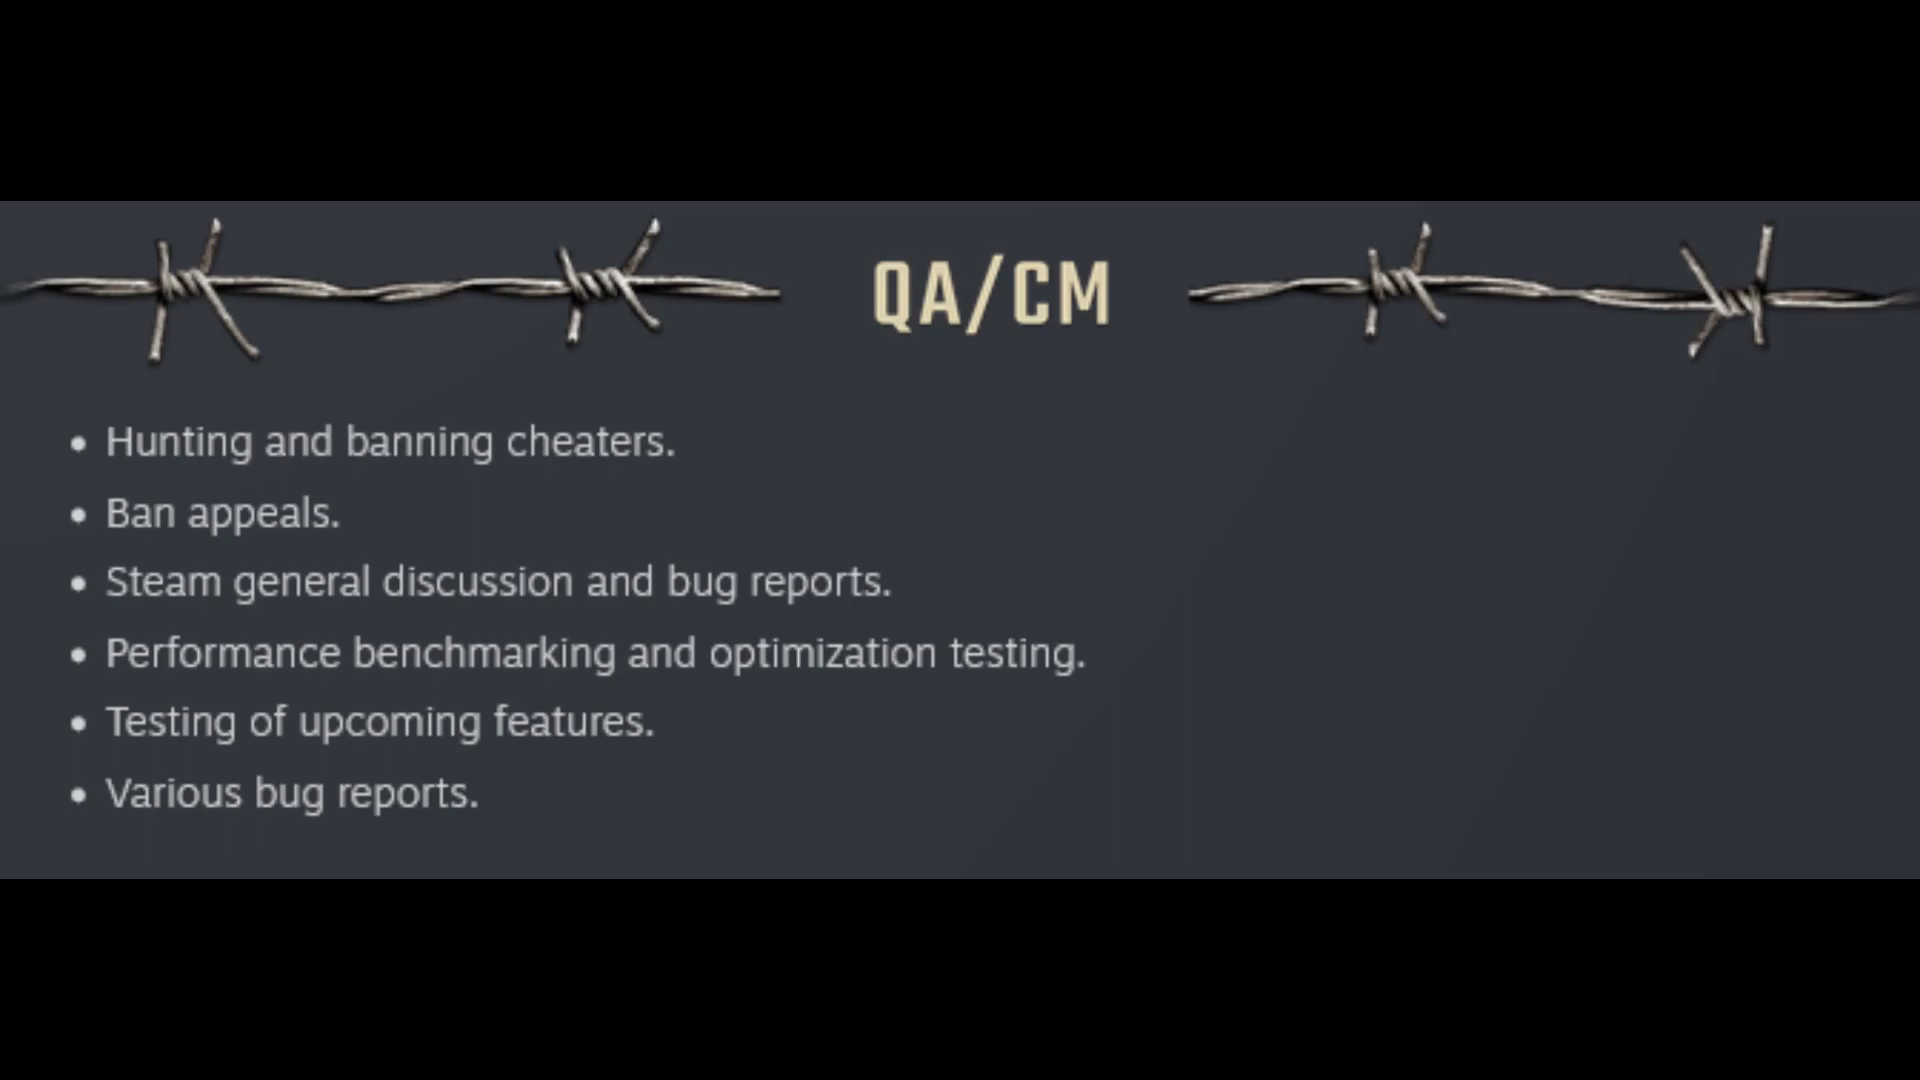 QA/CM
• Hunting and banning cheaters.
• Ban appeals.
• Steam general discussion and bug reports.
• Performance benchmarking and optimization testing.
• Testing of upcoming features.
• Various bug reports.